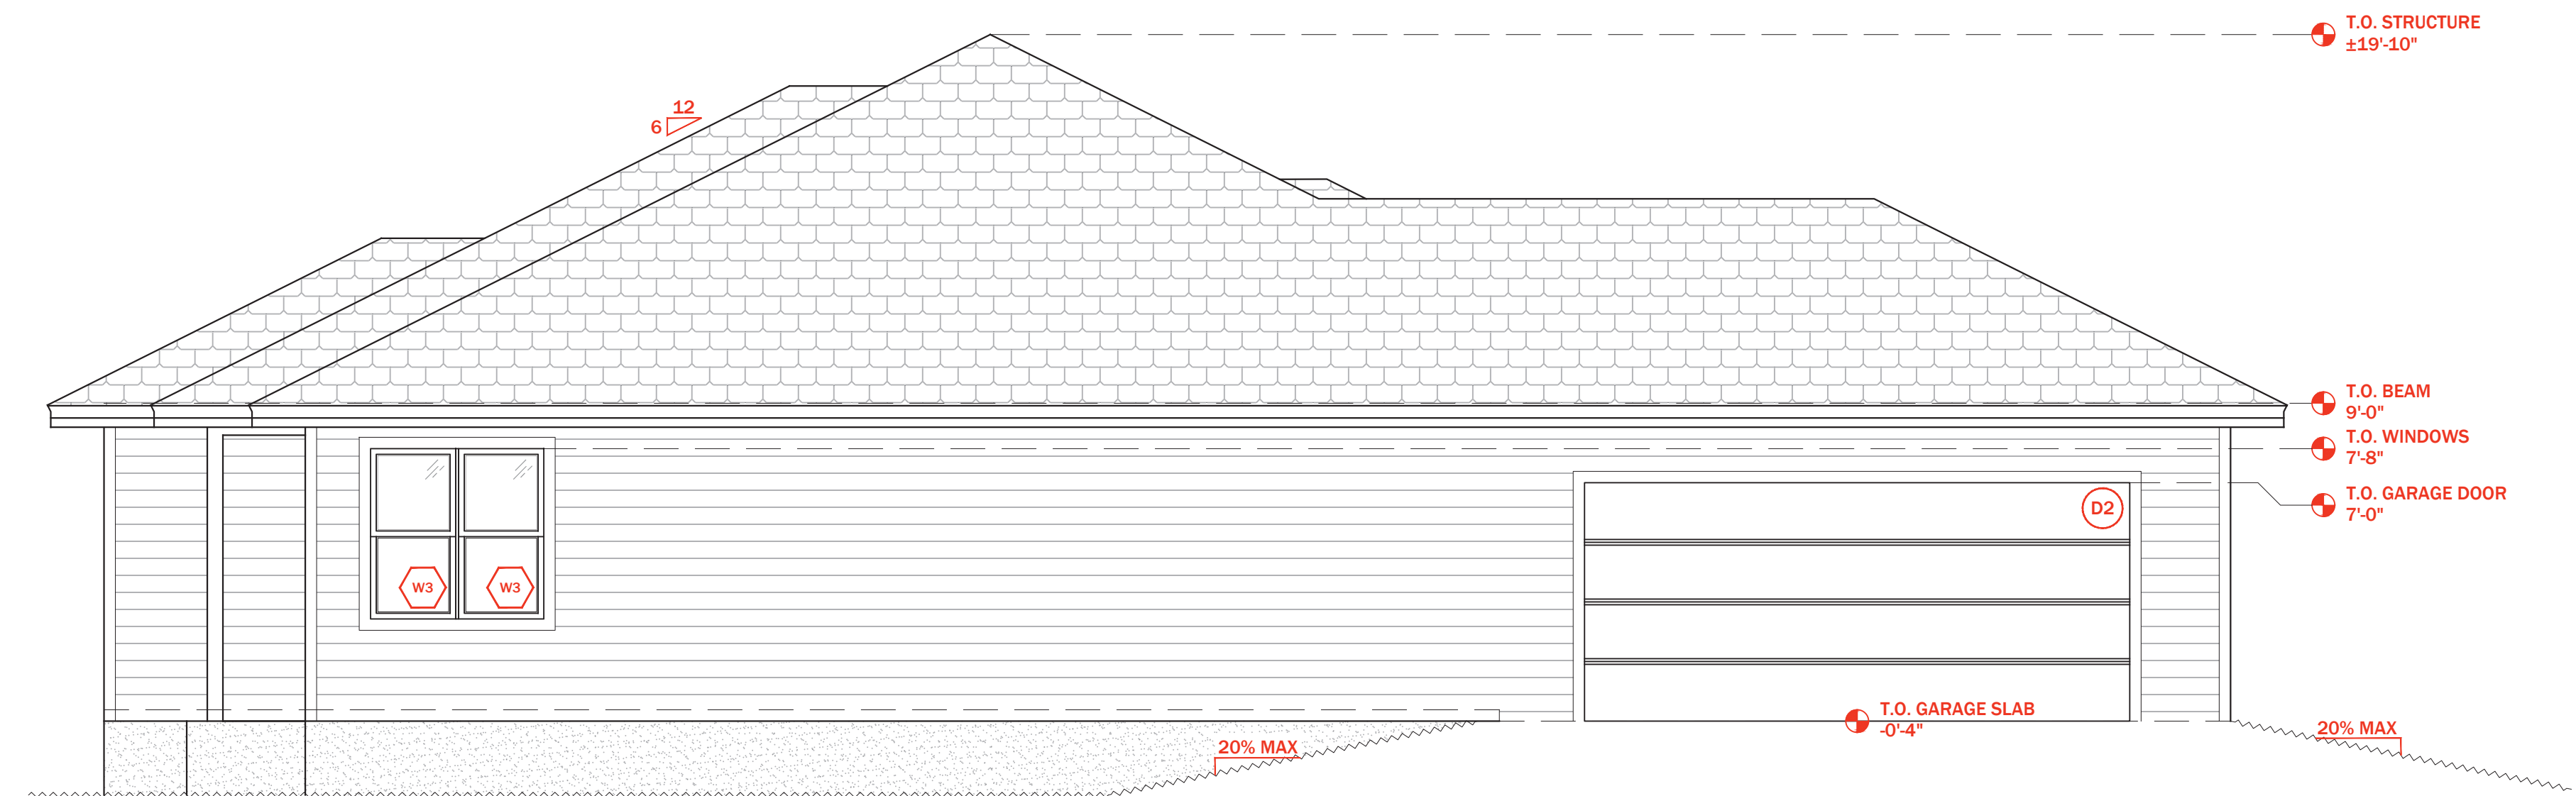 T.O. STRUCTURE
±19'-10"
12
6
T.O. BEAM
9'-0"
T.O. WINDOWS
7'-8"
T.O. GARAGE DOOR
7'-0"
D2
W3
W3
T.O. GARAGE SLAB
-0'-4"
20% MAX
20% MAX